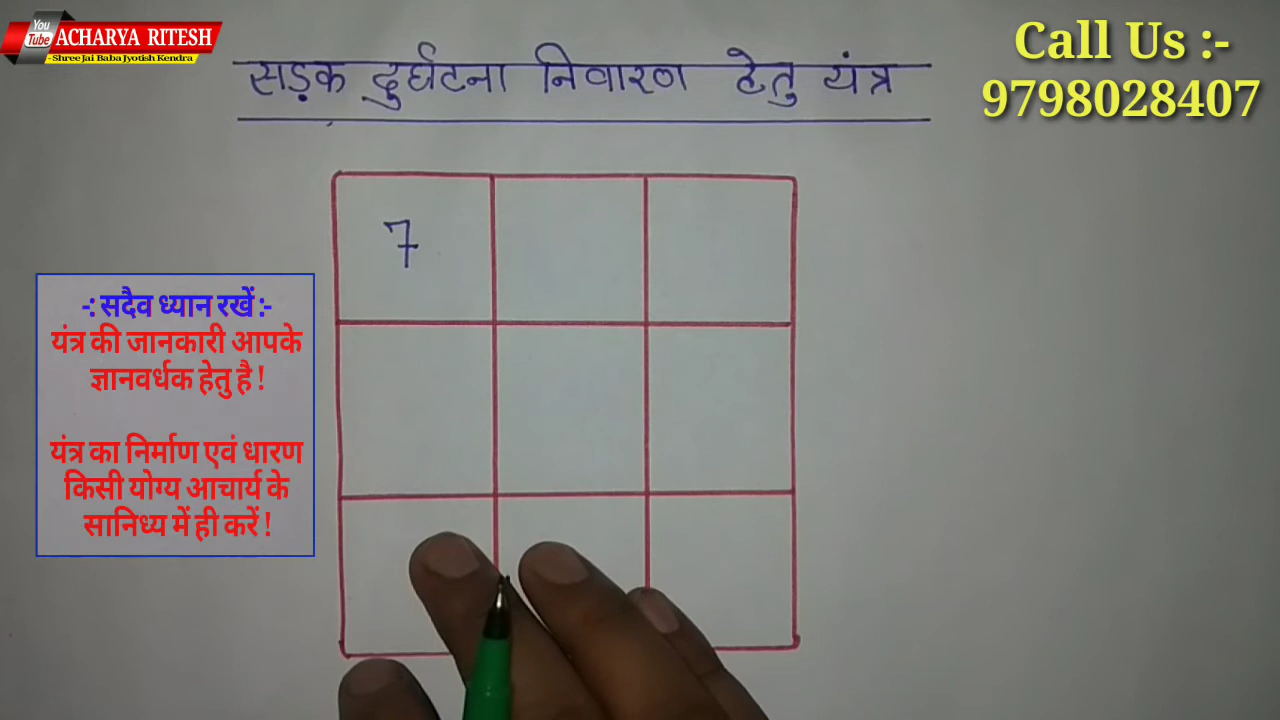 You
Tube
ACHARYA RITESH
- Shree Jai Baba Jyotish Kendra
Call Us :-
9798028407
सड़क दुर्घटना निवारण हेतु यंत्र
7
-: सदैव ध्यान रखें :-
यंत्र की जानकारी आपके
ज्ञानवर्धक हेतु है !
यंत्र का निर्माण एवं धारण
किसी योग्य आचार्य के
सानिध्य में ही करें !